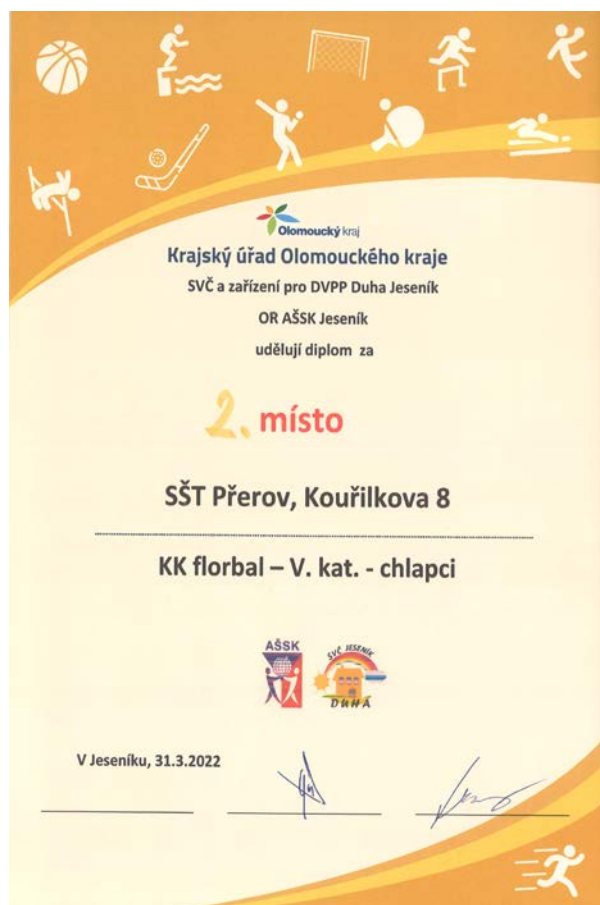 Olomoucký kraj
Krajský úřad Olomouckého kraje
SVČ a zařízení pro DVPP Duha Jeseník
OR AŠSK Jeseník
udělují diplom za
2. místo
SŠT Přerov, Kouřilkova 8
KK florbal – V. kat. - chlapci
AŠSK
SVČ JESENÍK
DUHA
V Jeseníku, 31.3.2022